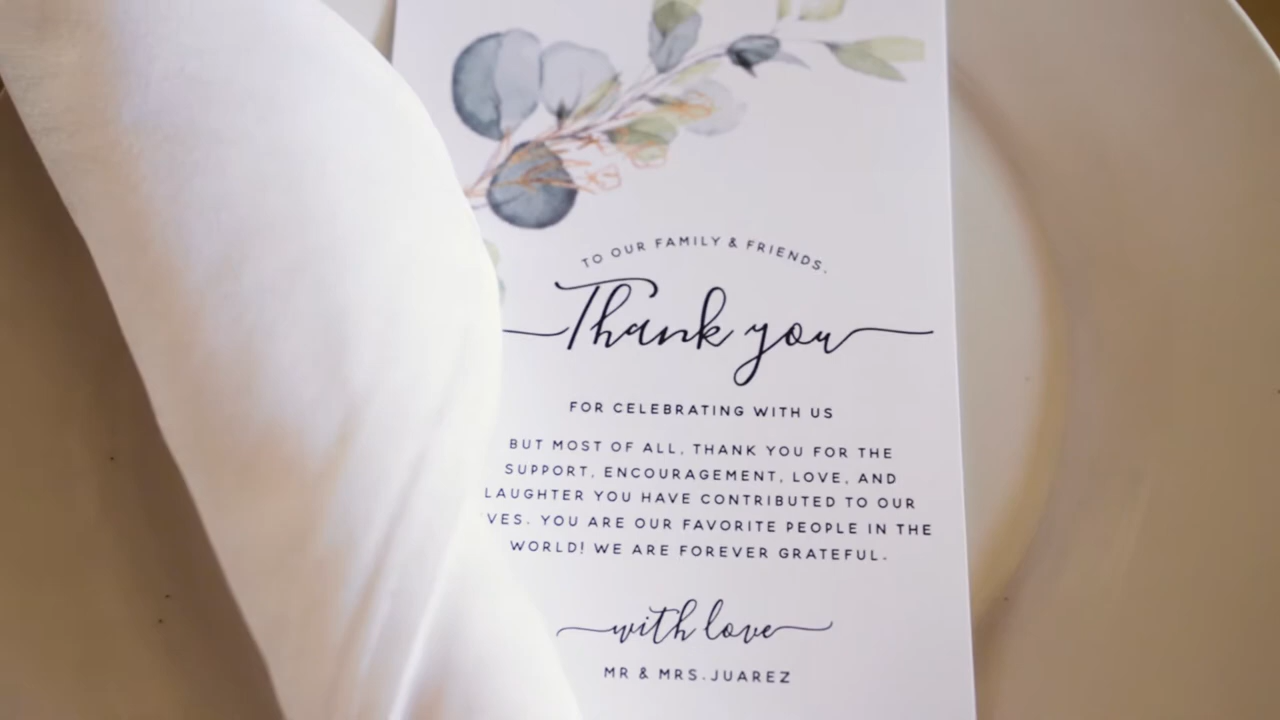 TO OUR FAMILY & FRIENDS,
Thank you
FOR CELEBRATING WITH US
BUT MOST OF ALL, THANK YOU FOR THE
SUPPORT, ENCOURAGEMENT, LOVE, AND
LAUGHTER YOU HAVE CONTRIBUTED TO OUR
VES. YOU ARE OUR FAVORITE PEOPLE IN THE
WORLD! WE ARE FOREVER GRATEFUL.
with love
MR & MRS. JUAREZ